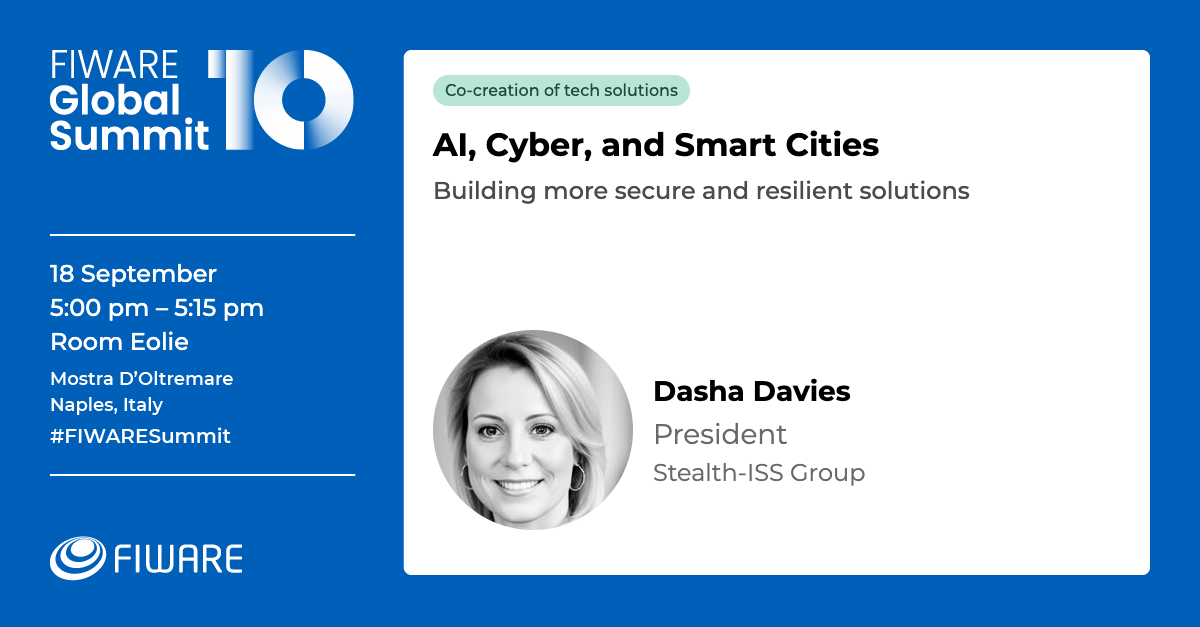 FIWARE
Global
Summit
10
18 September
5:00 pm – 5:15 pm
Room Eolie
Mostra D’Oltremare
Naples, Italy
#FIWARESummit
FIWARE
Co-creation of tech solutions
AI, Cyber, and Smart Cities
Building more secure and resilient solutions
Dasha Davies
President
Stealth-ISS Group